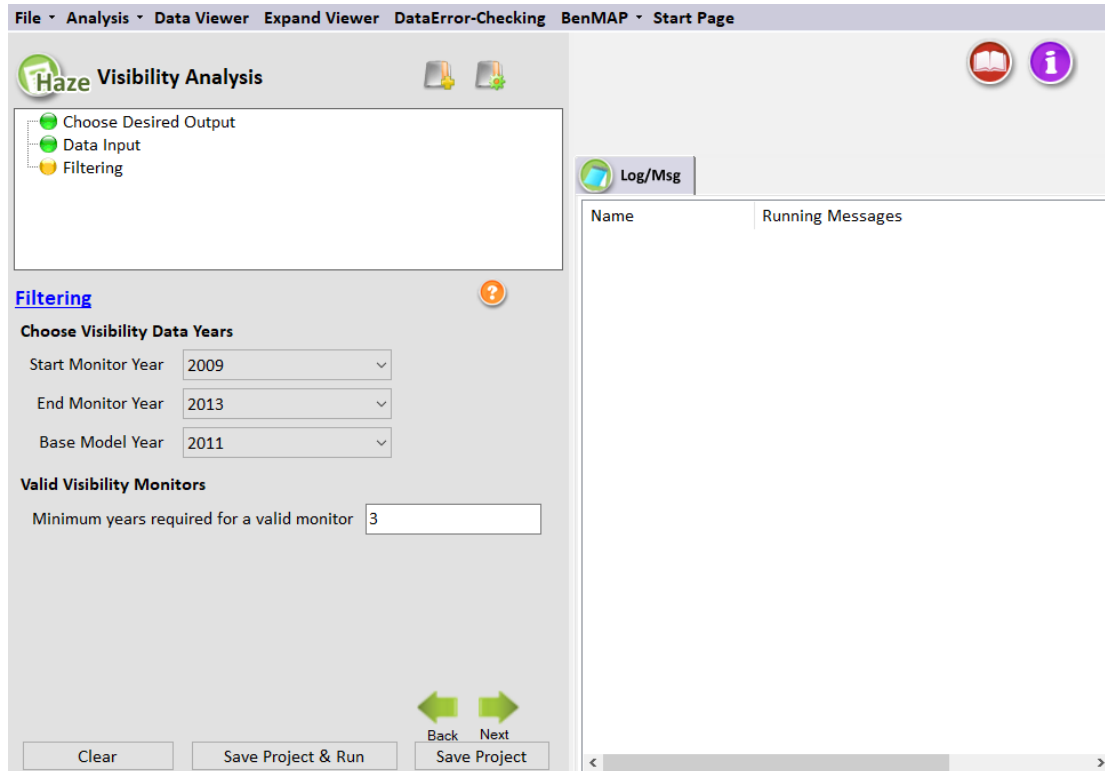 File Analysis Data Viewer Expand Viewer DataError-Checking BenMAP Start Page
Haze Visibility Analysis
Choose Desired Output
Data Input
Filtering
Log/Msg
Name Running Messages
Filtering
?
Choose Visibility Data Years
Start Monitor Year 2009
End Monitor Year 2013
Base Model Year 2011
Valid Visibility Monitors
Minimum years required for a valid monitor 3
Back Next
Clear Save Project & Run Save Project
i